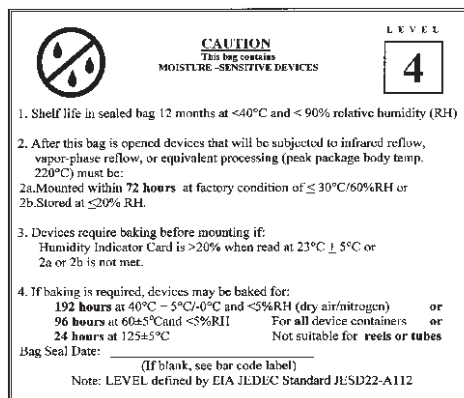 LEVEL
4
CAUTION
This bag contains
MOISTURE –SENSITIVE DEVICES
1. Shelf life in sealed bag 12 months at <40°C and < 90% relative humidity (RH)
2. After this bag is opened devices that will be subjected to infrared reflow,
vapor-phase reflow, or equivalent processing (peak package body temp.
220°C) must be:
2a.Mounted within 72 hours at factory condition of ≤ 30°C/60%RH or
2b.Stored at ≤20% RH.
3. Devices require baking before mounting if:
Humidity Indicator Card is >20% when read at 23°C ± 5°C or
2a or 2b is not met.
4. If baking is required, devices may be baked for:
192 hours at 40°C – 5°C/-0°C and <5%RH (dry air/nitrogen) or
96 hours at 60±5°Cand <5%RH For all device containers or
24 hours at 125±5°C Not suitable for reels or tubes
Bag Seal Date:
(If blank, see bar code label)
Note: LEVEL defined by EIA JEDEC Standard JESD22-A112